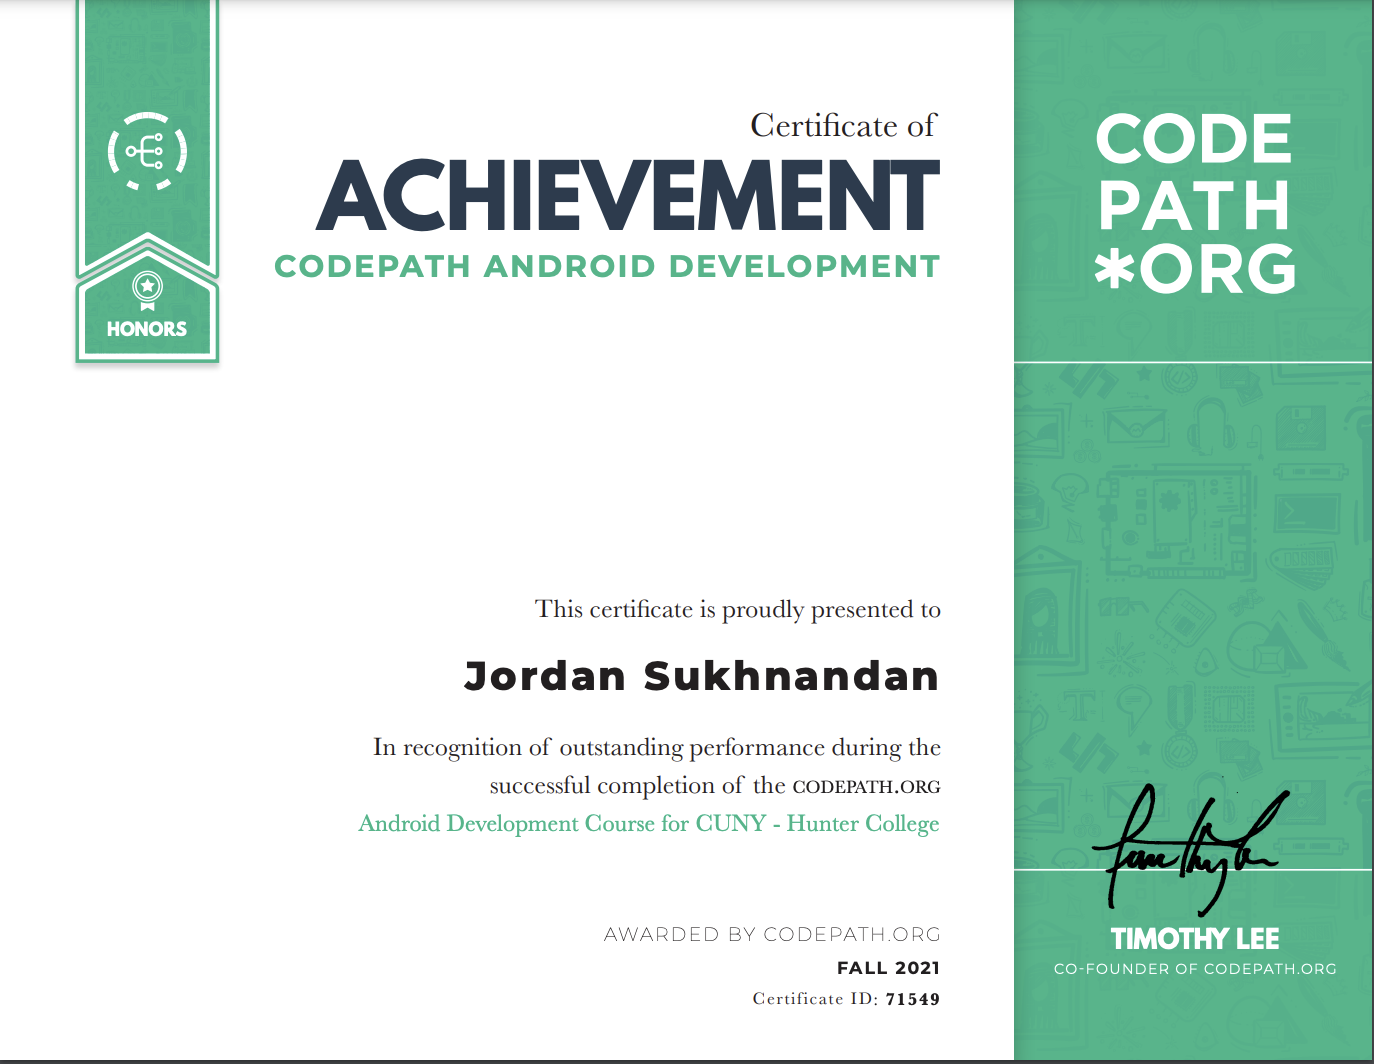 Certificate of
ACHIEVEMENT
CODEPATH ANDROID DEVELOPMENT
HONORS
CODE
PATH
*ORG
This certificate is proudly presented to
Jordan Sukhnandan
In recognition of outstanding performance during the
successful completion of the CODEPATH.ORG
Android Development Course for CUNY - Hunter College
AWARDED BY CODEPATH.ORG
FALL 2021
Certificate ID: 71549
TIMOTHY LEE
CO-FOUNDER OF CODEPATH.ORG